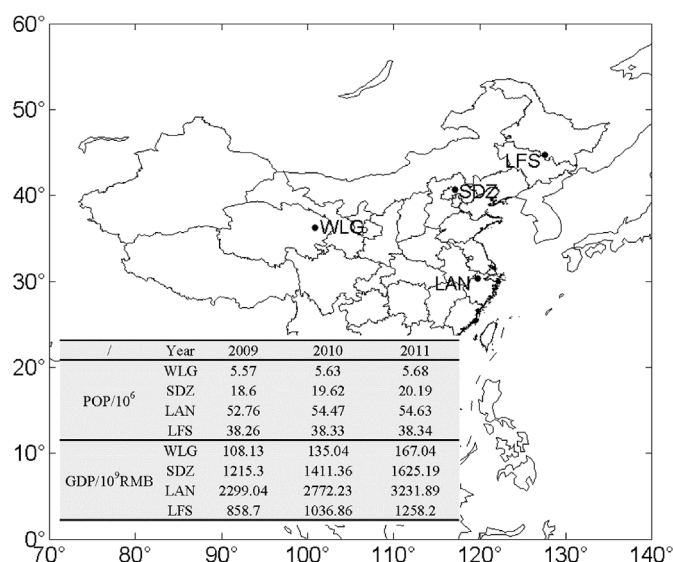 60°
50°
LFS
40°
SDZ
WLG
30°
LAN
20°
/ Year 2009 2010 2011
POP/10^6
WLG 5.57 5.63 5.68
SDZ 18.6 19.62 20.19
LAN 52.76 54.47 54.63
LFS 38.26 38.33 38.34
10°
GDP/10^9RMB
WLG 108.13 135.04 167.04
SDZ 1215.3 1411.36 1625.19
LAN 2299.04 2772.23 3231.89
LFS 858.7 1036.86 1258.2
0°
70° 80° 90° 100° 110° 120° 130° 140°